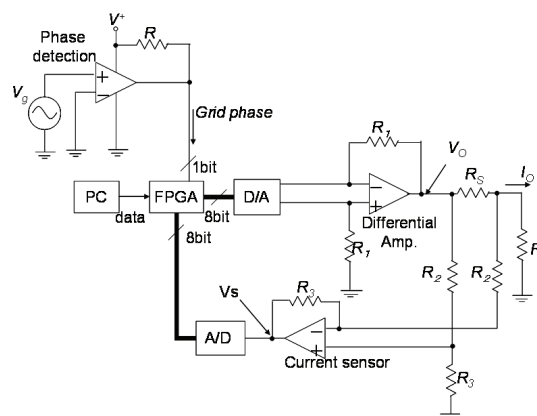 V+
R
Phase
detection
+
−
Vg
Grid phase
1bit
R1
VO
RS
IO
PC
data
FPGA
8bit
D/A
−
+
Differential
Amp.
R1
8bit
R2
R2
R
Vs
R3
−
+
A/D
Current sensor
R3